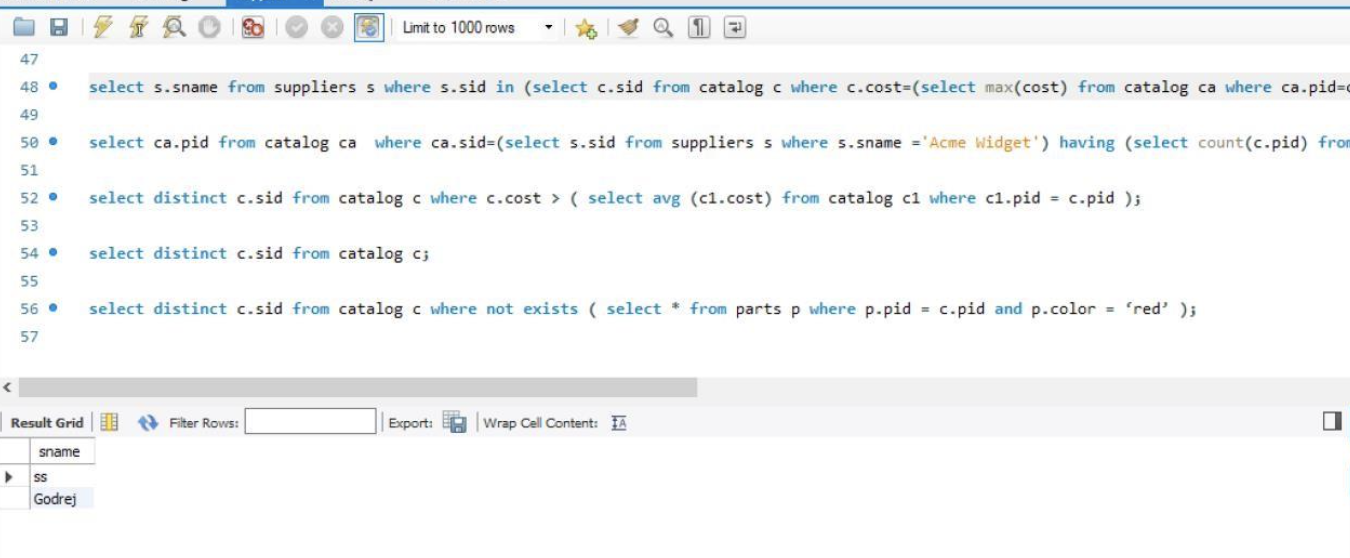 Limit to 1000 rows
47
48 select s.sname from suppliers s where s.sid in (select c.sid from catalog c where c.cost=(select max(cost) from catalog ca where ca.pid=
49
50 select ca.pid from catalog ca  where ca.sid=(select s.sid from suppliers s where s.sname ='Acme Widget') having (select count(c.pid) from
51
52 select distinct c.sid from catalog c where c.cost > ( select avg (c1.cost) from catalog c1 where c1.pid = c.pid );
53
54 select distinct c.sid from catalog c;
55
56 select distinct c.sid from catalog c where not exists ( select * from parts p where p.pid = c.pid and p.color = ‘red’ );
57
Result Grid Filter Rows: Export: Wrap Cell Content:
sname
ss
Godrej